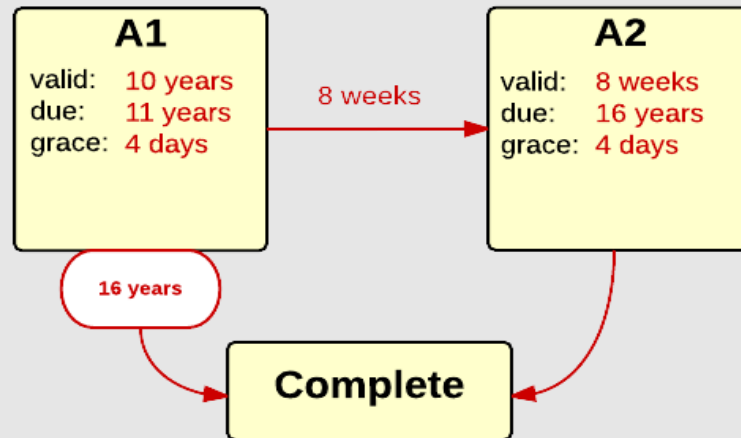 A1
valid: 10 years
due: 11 years
grace: 4 days
8 weeks
A2
valid: 8 weeks
due: 16 years
grace: 4 days
16 years
Complete